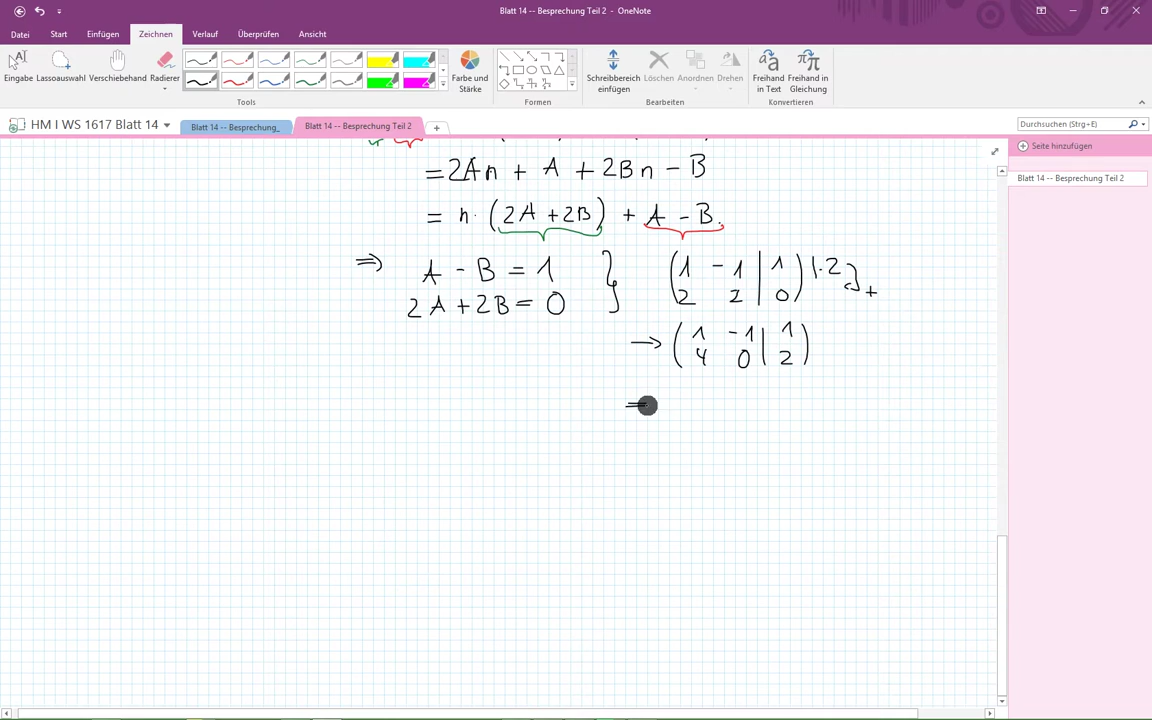 Blatt 14 -- Besprechung Teil 2 - OneNote
Datei Start Einfügen Zeichnen Verlauf Überprüfen Ansicht
Eingabe Lassoauswahl Verschiebehand Radierer
Farbe und Stärke
Schreibbereich einfügen
Löschen Anordnen Drehen
Freihand in Text
Freihand in Gleichung
Tools Formen Bearbeiten Konvertieren
HM I WS 1617 Blatt 14
Blatt 14 -- Besprechung_
Blatt 14 -- Besprechung Teil 2
Durchsuchen (Strg+E)
Seite hinzufügen
Blatt 14 -- Besprechung Teil 2
= 2An + A + 2Bn - B
= n · (2A + 2B) + A - B.
⇒ A - B = 1 } (1 -1 | 1) | · 2
2A + 2B = 0 (2 2 | 0) +
→ (1 -1 | 1)
(4 0 | 2)
=